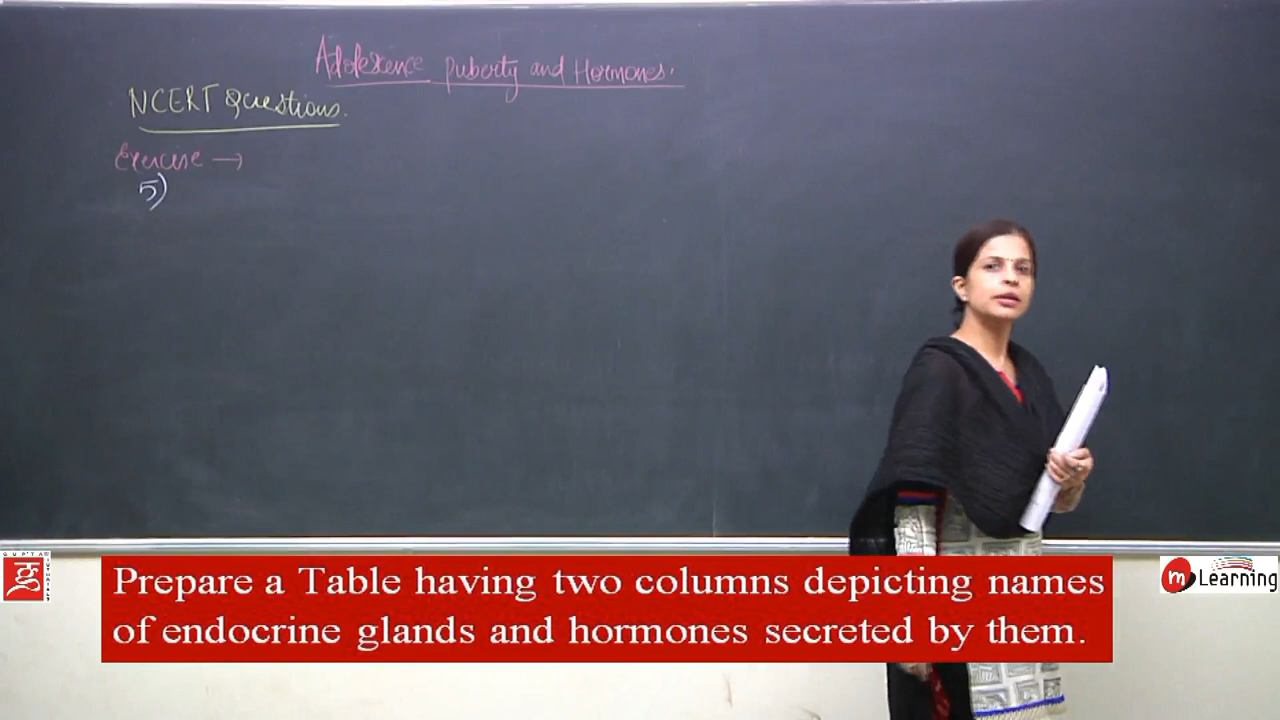 Adolescence puberty and Hormones.
NCERT Questions.
Exercise →
5)
Prepare a Table having two columns depicting names
of endocrine glands and hormones secreted by them.
m Learning